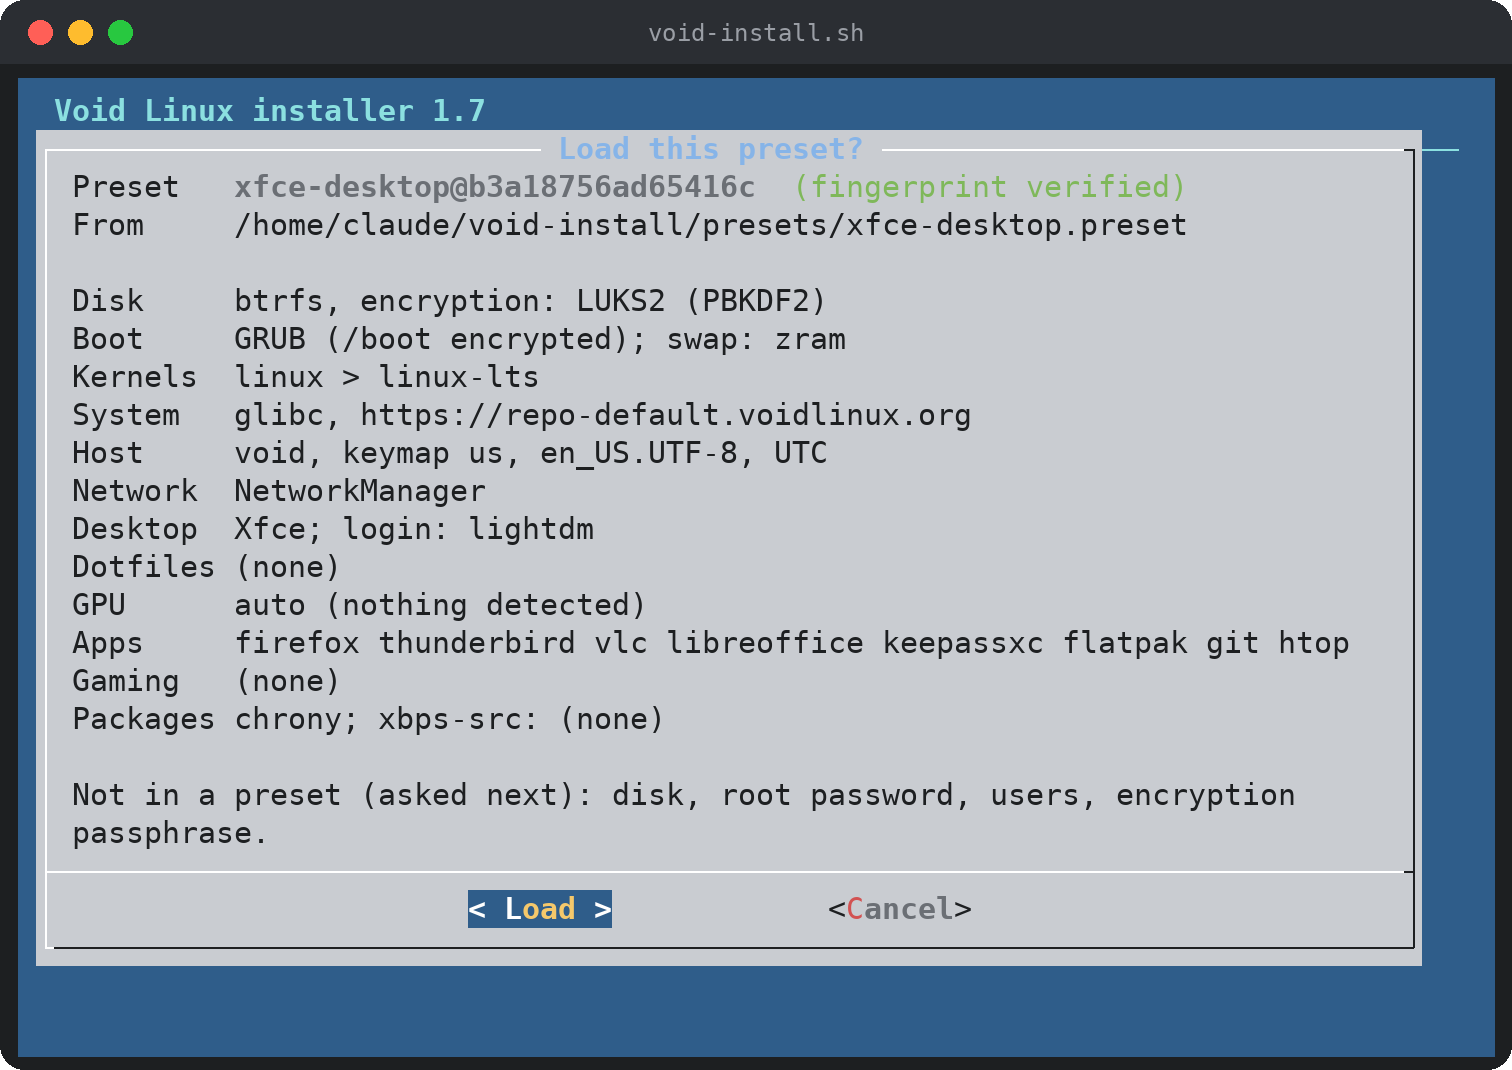 void-install.sh
Void Linux installer 1.7
Load this preset?
Preset   xfce-desktop@b3a18756ad65416c  (fingerprint verified)
From     /home/claude/void-install/presets/xfce-desktop.preset
Disk     btrfs, encryption: LUKS2 (PBKDF2)
Boot     GRUB (/boot encrypted); swap: zram
Kernels  linux > linux-lts
System   glibc, https://repo-default.voidlinux.org
Host     void, keymap us, en_US.UTF-8, UTC
Network  NetworkManager
Desktop  Xfce; login: lightdm
Dotfiles (none)
GPU      auto (nothing detected)
Apps     firefox thunderbird vlc libreoffice keepassxc flatpak git htop
Gaming   (none)
Packages chrony; xbps-src: (none)
Not in a preset (asked next): disk, root password, users, encryption
passphrase.
< Load >                    <Cancel>